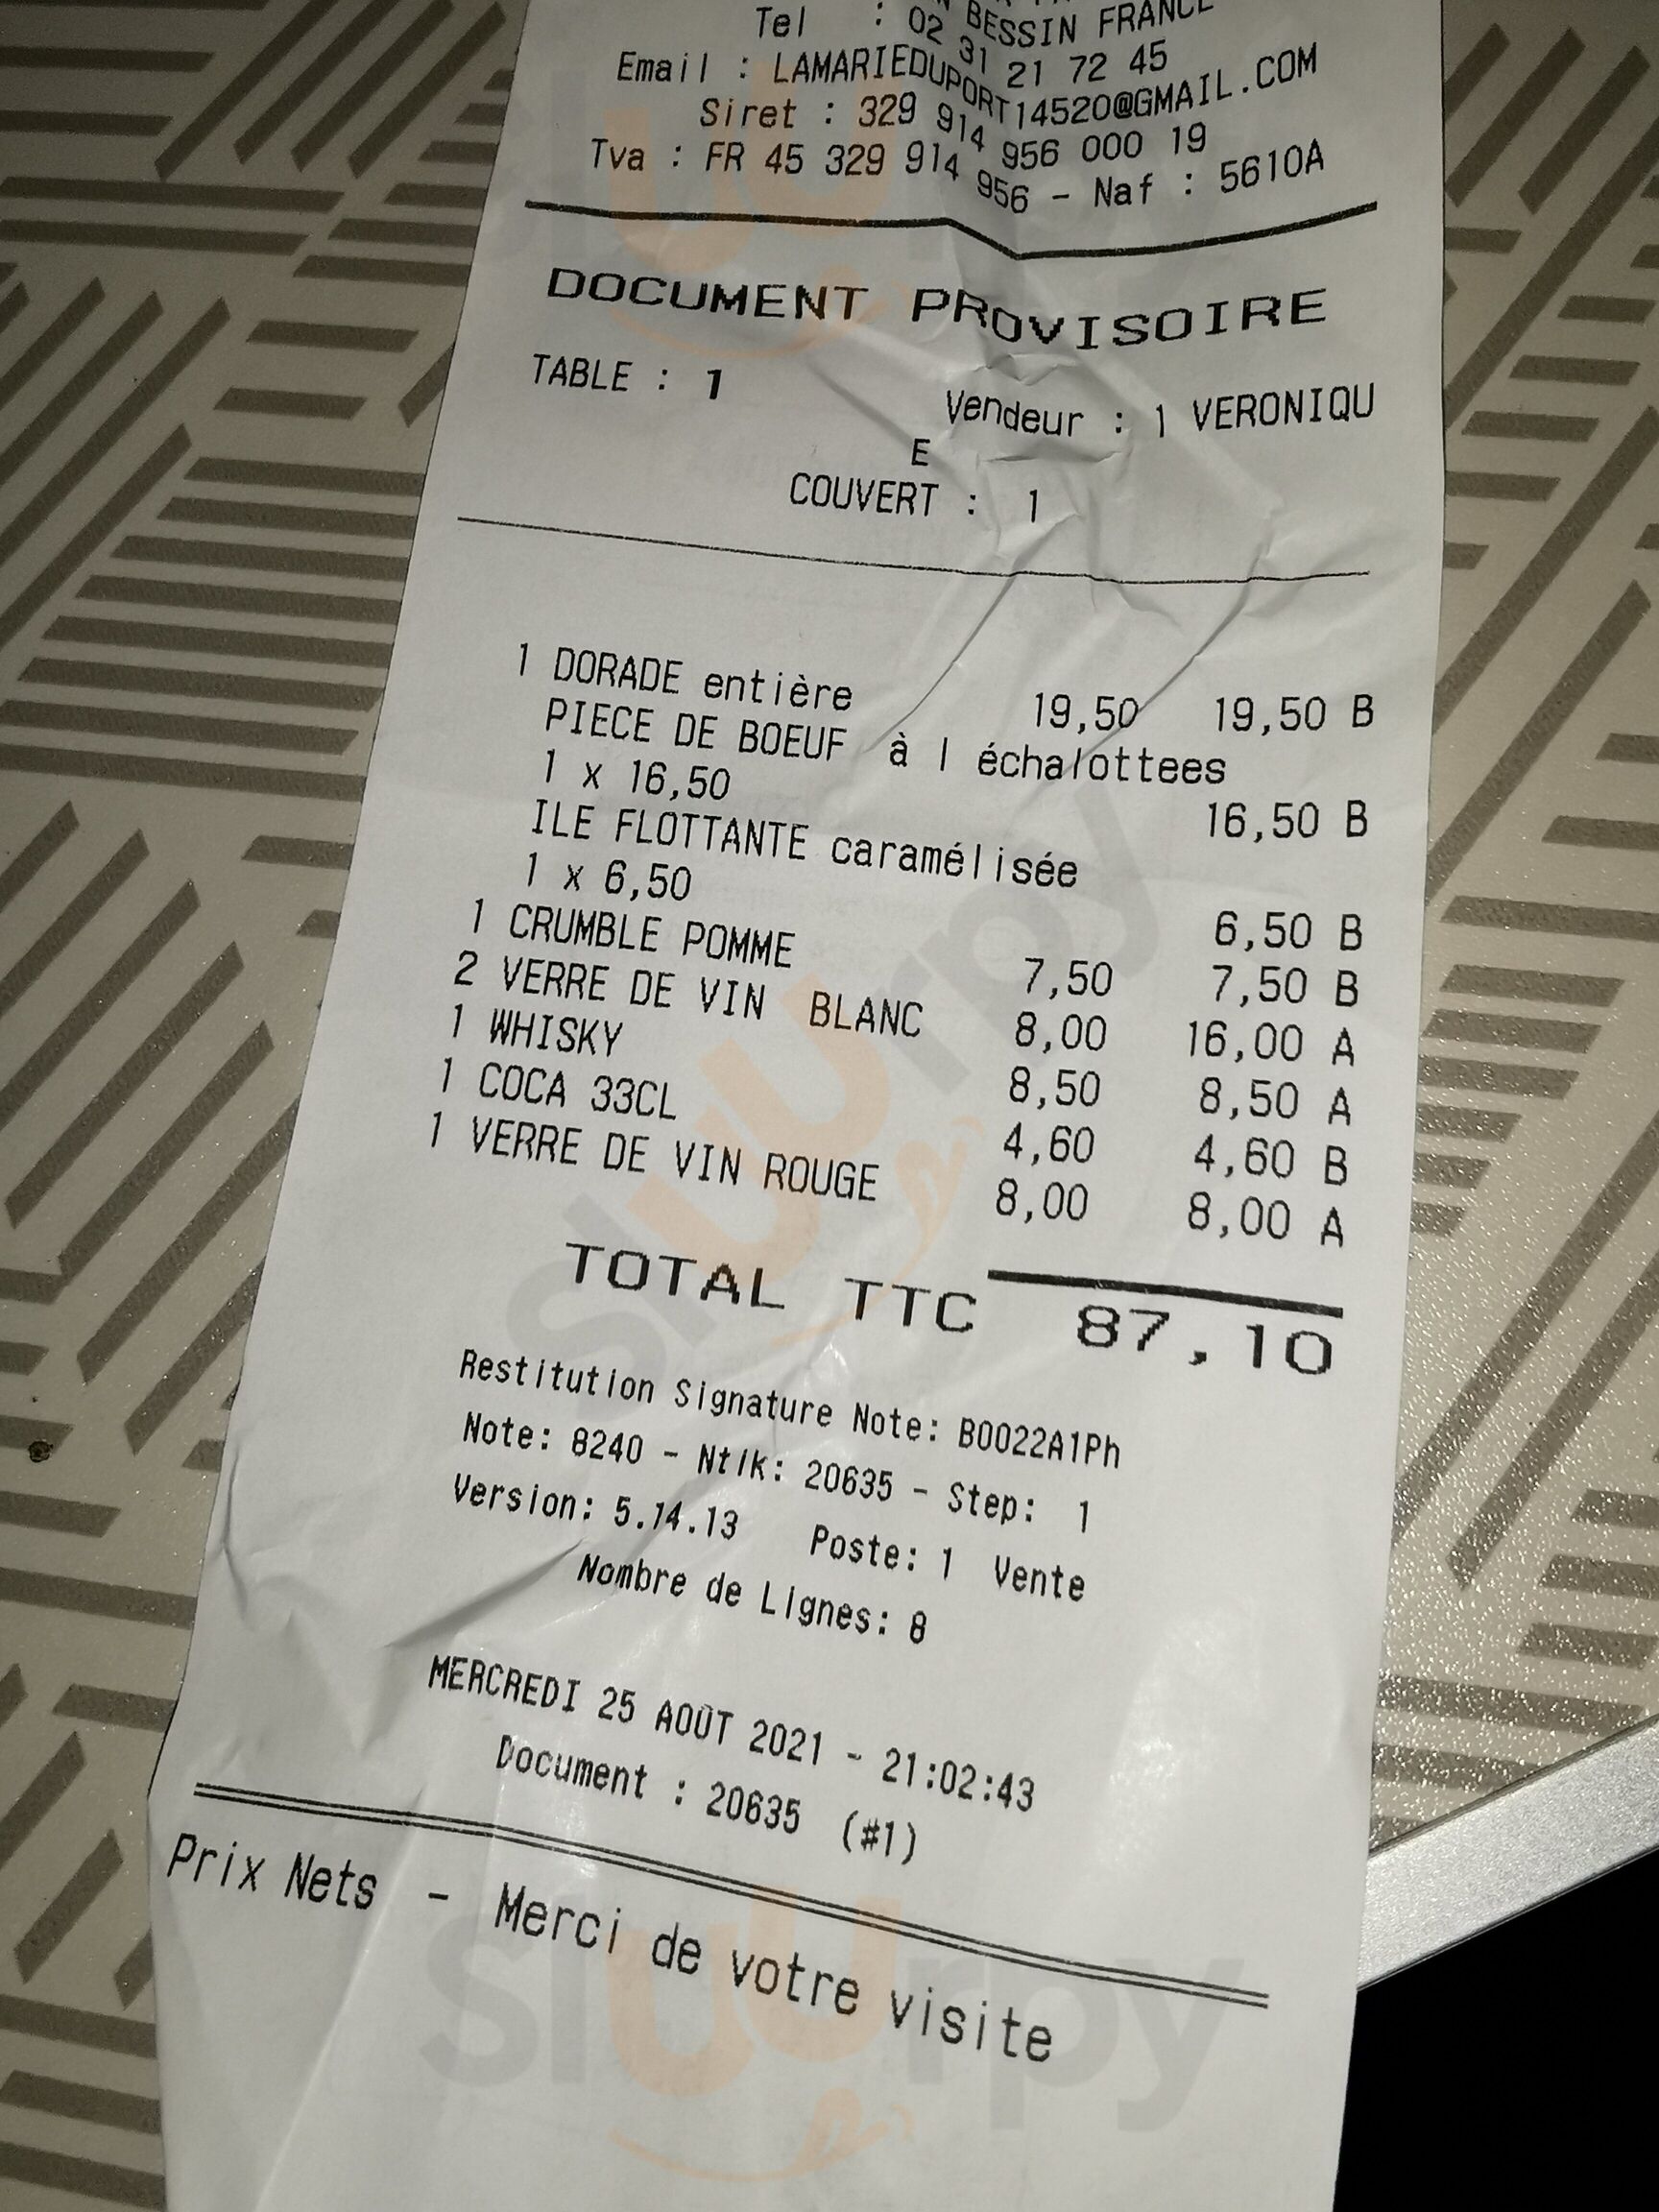 BESSIN FRANCE
Tel : 02 31 21 72 45
Email : LAMARIEDUPORT14520@GMAIL.COM
Siret : 329 914 956 000 19
Tva : FR 45 329 914 956 - Naf : 5610A
DOCUMENT PROVISOIRE
TABLE : 1 Vendeur : 1 VERONIQU
E
COUVERT : 1
1 DORADE entière 19,50 19,50 B
PIECE DE BOEUF à l échalottees
1 x 16,50 16,50 B
ILE FLOTTANTE caramélisée
1 x 6,50 6,50 B
1 CRUMBLE POMME 7,50 7,50 B
2 VERRE DE VIN BLANC 8,00 16,00 A
1 WHISKY 8,50 8,50 A
1 COCA 33CL 4,60 4,60 B
1 VERRE DE VIN ROUGE 8,00 8,00 A
TOTAL TTC 87,10
Restitution Signature Note: B0022A1Ph
Note: 8240 - Ntik: 20635 - Step: 1
Version: 5.14.13 Poste: 1 Vente
Nombre de Lignes: 8
MERCREDI 25 AOÛT 2021 - 21:02:43
Document : 20635 (#1)
Prix Nets - Merci de votre visite
sluurpy
sluurpy
sluurpy